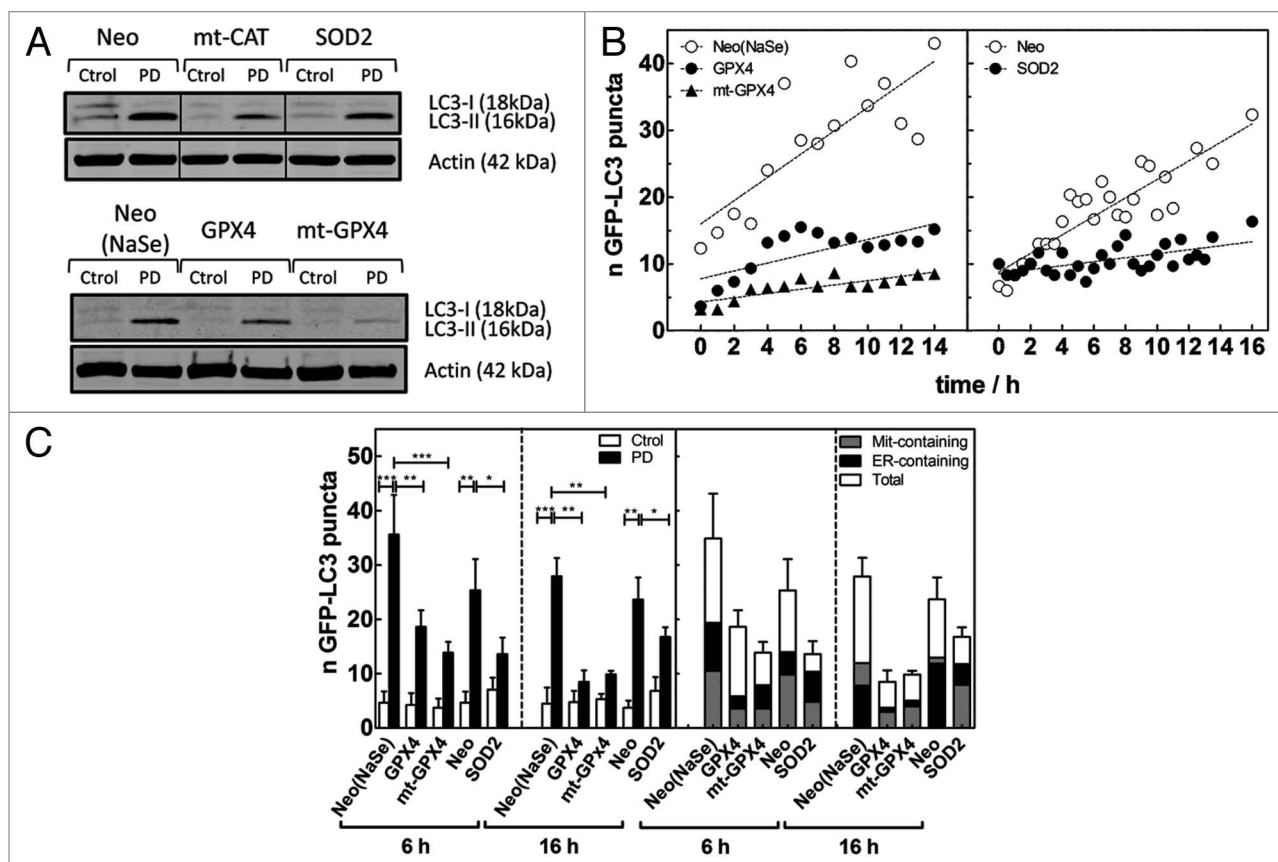 A
Neo mt-CAT SOD2
Ctrol PD Ctrol PD Ctrol PD
LC3-I (18kDa)
LC3-II (16kDa)
Actin (42 kDa)
Neo
(NaSe) GPX4 mt-GPX4
Ctrol PD Ctrol PD Ctrol PD
LC3-I (18kDa)
LC3-II (16kDa)
Actin (42 kDa)
B
n GFP-LC3 puncta
40
30
20
10
0
Neo(NaSe)
GPX4
mt-GPX4
Neo
SOD2
0 2 4 6 8 10 12 14
0 2 4 6 8 10 12 14 16
time / h
C
n GFP-LC3 puncta
50
40
30
20
10
0
Ctrol
PD
Mit-containing
ER-containing
Total
***
*** ** ** *
**
*** ** ** *
Neo(NaSe) GPX4 mt-GPX4 Neo SOD2
Neo(NaSe) GPX4 mt-GPX4 Neo SOD2
Neo(NaSe) GPX4 mt-GPX4 Neo SOD2
Neo(NaSe) GPX4 mt-GPX4 Neo SOD2
6 h 16 h 6 h 16 h